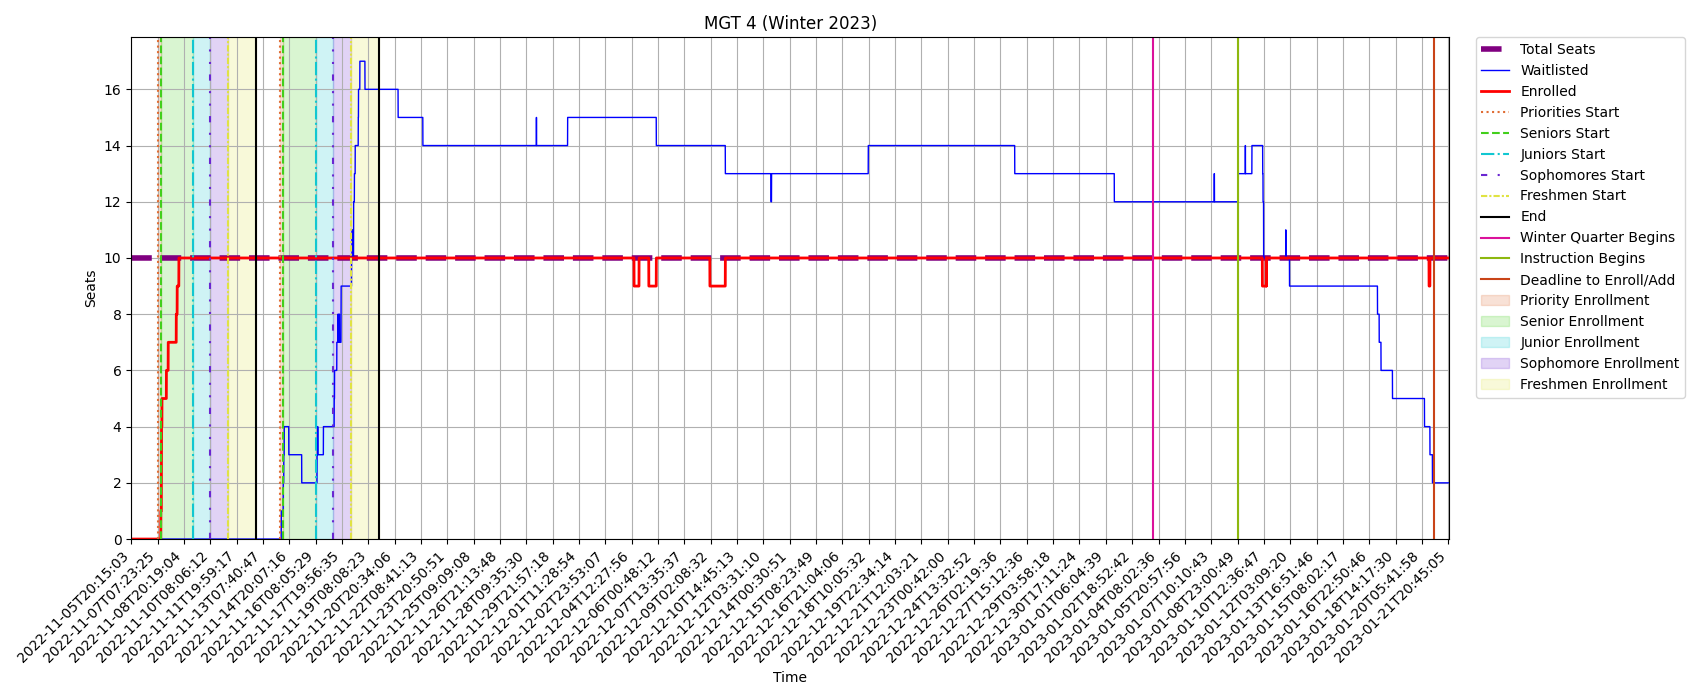 MGT 4 (Winter 2023)
Seats
16
14
12
10
8
6
4
2
0
2022-11-05T20:15:03
2022-11-07T07:23:25
2022-11-08T20:19:04
2022-11-10T08:06:12
2022-11-11T19:59:17
2022-11-13T07:40:47
2022-11-14T20:07:16
2022-11-16T08:05:29
2022-11-17T19:56:35
2022-11-19T08:08:23
2022-11-20T20:34:06
2022-11-22T08:41:13
2022-11-23T20:50:51
2022-11-25T09:09:08
2022-11-26T21:13:48
2022-11-28T09:35:30
2022-11-29T21:57:18
2022-12-01T11:28:54
2022-12-02T23:53:07
2022-12-04T12:27:56
2022-12-06T00:48:12
2022-12-07T13:35:37
2022-12-09T02:08:32
2022-12-10T14:45:13
2022-12-12T03:31:10
2022-12-14T00:30:51
2022-12-15T08:23:49
2022-12-16T21:04:06
2022-12-18T10:05:32
2022-12-19T22:34:14
2022-12-21T12:03:21
2022-12-23T00:42:00
2022-12-24T13:32:52
2022-12-26T02:19:36
2022-12-27T15:12:36
2022-12-29T03:58:18
2022-12-30T17:11:24
2023-01-01T06:04:39
2023-01-02T18:52:42
2023-01-04T08:02:36
2023-01-05T20:57:56
2023-01-07T10:10:43
2023-01-08T23:00:49
2023-01-10T12:36:47
2023-01-12T03:09:20
2023-01-13T16:51:46
2023-01-15T08:02:17
2023-01-16T22:50:46
2023-01-18T14:17:30
2023-01-20T05:41:58
2023-01-21T20:45:05
Time
Total Seats
Waitlisted
Enrolled
Priorities Start
Seniors Start
Juniors Start
Sophomores Start
Freshmen Start
End
Winter Quarter Begins
Instruction Begins
Deadline to Enroll/Add
Priority Enrollment
Senior Enrollment
Junior Enrollment
Sophomore Enrollment
Freshmen Enrollment